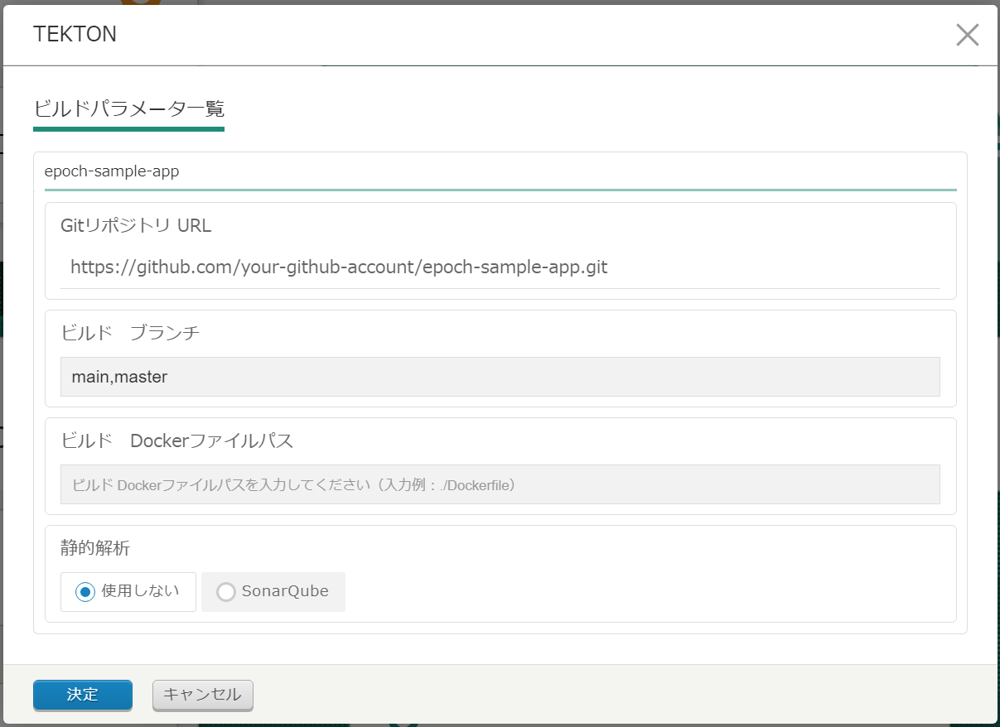 TEKTON
ビルドパラメータ一覧
epoch-sample-app
Gitリポジトリ URL
https://github.com/your-github-account/epoch-sample-app.git
ビルド　ブランチ
main,master
ビルド　Dockerファイルパス
ビルド Dockerファイルパスを入力してください（入力例：./Dockerfile）
静的解析
使用しない SonarQube
決定 キャンセル